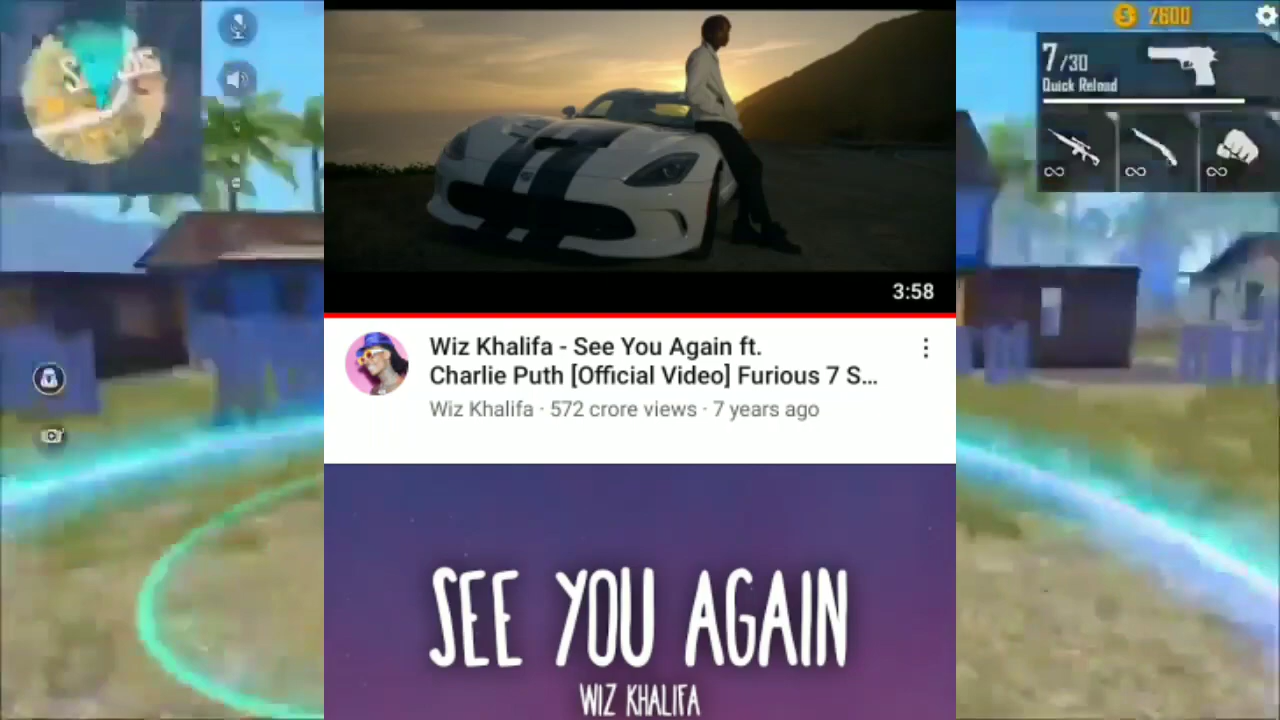 2600
7/30
Quick Reload
∞
∞
∞
3:58
Wiz Khalifa - See You Again ft.
Charlie Puth [Official Video] Furious 7 S...
Wiz Khalifa · 572 crore views · 7 years ago
SEE YOU AGAIN
WIZ KHALIFA